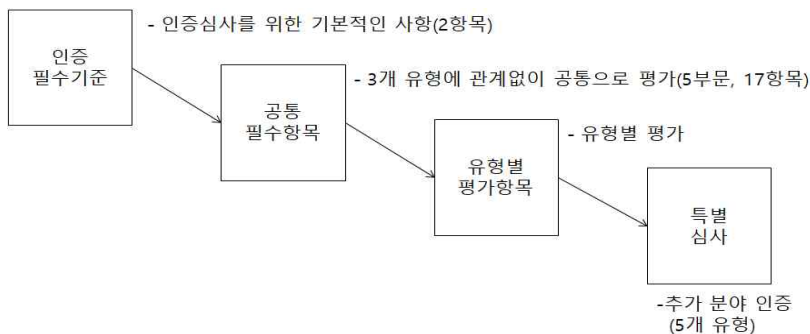 인증
필수기준
- 인증심사를 위한 기본적인 사항(2항목)
공통
필수항목
- 3개 유형에 관계없이 공통으로 평가(5부문, 17항목)
유형별
평가항목
- 유형별 평가
특별
심사
-추가 분야 인증
(5개 유형)